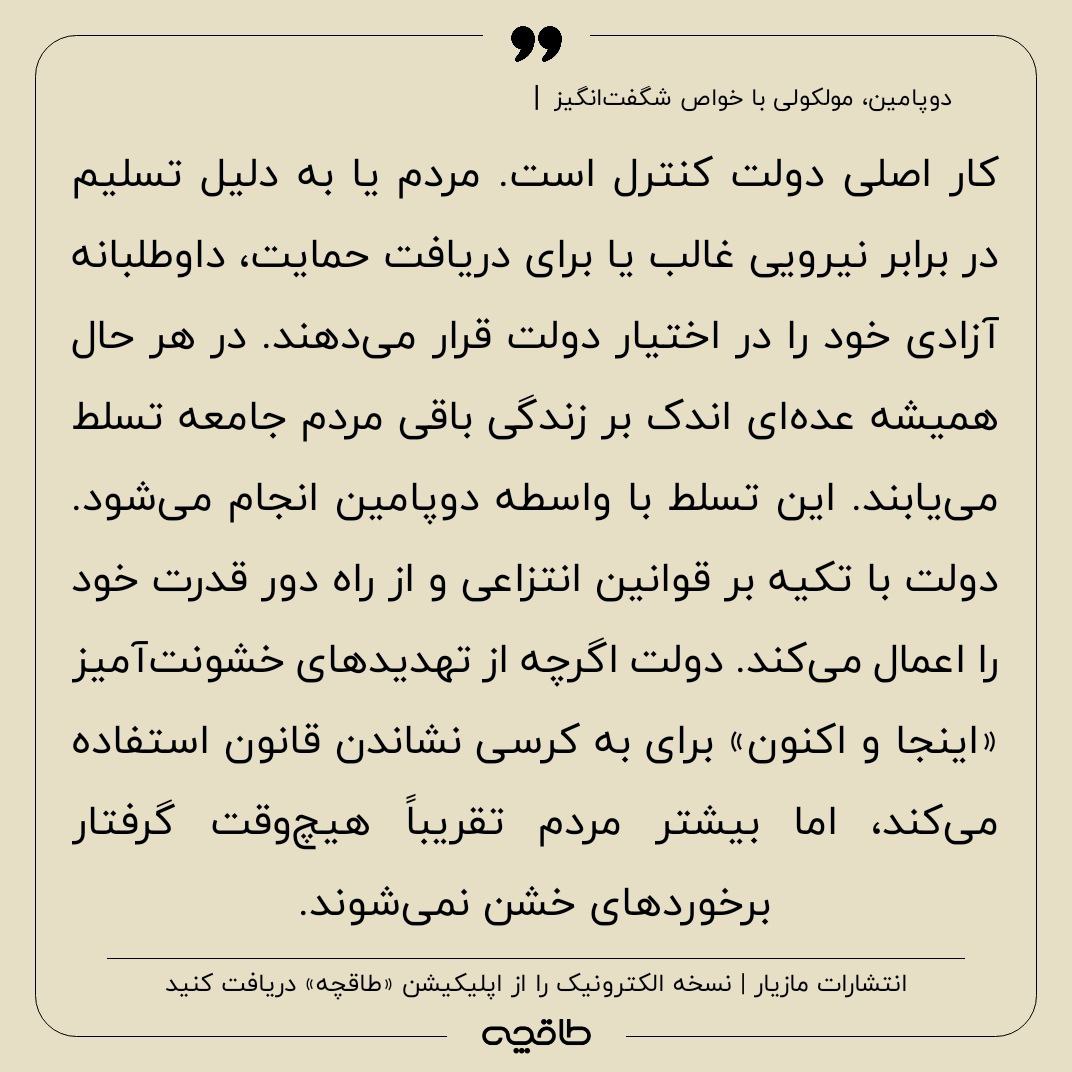 دوپامین، مولکولی با خواص شگفت‌انگیز |
کار اصلی دولت کنترل است. مردم یا به دلیل تسلیم
در برابر نیرویی غالب یا برای دریافت حمایت، داوطلبانه
آزادی خود را در اختیار دولت قرار می‌دهند. در هر حال
همیشه عده‌ای اندک بر زندگی باقی مردم جامعه تسلط
می‌یابند. این تسلط با واسطه دوپامین انجام می‌شود.
دولت با تکیه بر قوانین انتزاعی و از راه دور قدرت خود
را اعمال می‌کند. دولت اگرچه از تهدیدهای خشونت‌آمیز
«اینجا و اکنون» برای به کرسی نشاندن قانون استفاده
می‌کند، اما بیشتر مردم تقریباً هیچ‌وقت گرفتار
برخوردهای خشن نمی‌شوند.
انتشارات مازیار | نسخه الکترونیک را از اپلیکیشن «طاقچه» دریافت کنید
طاقچه